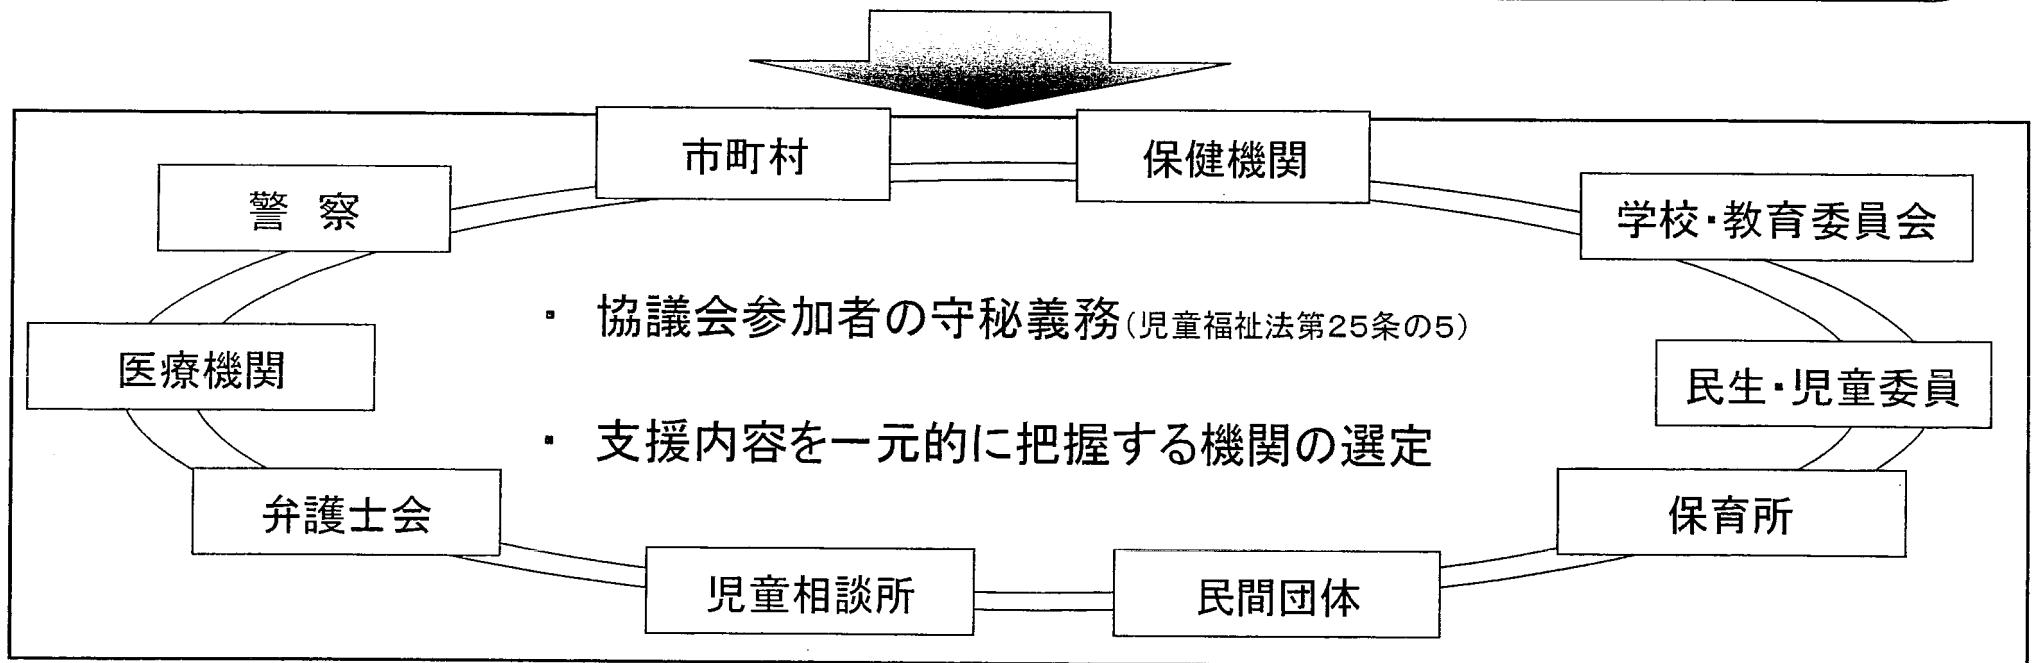 市町村
保健機関
警 察
学校・教育委員会
・ 協議会参加者の守秘義務(児童福祉法第25条の5)
医療機関
民生・児童委員
・ 支援内容を一元的に把握する機関の選定
弁護士会
保育所
児童相談所
民間団体